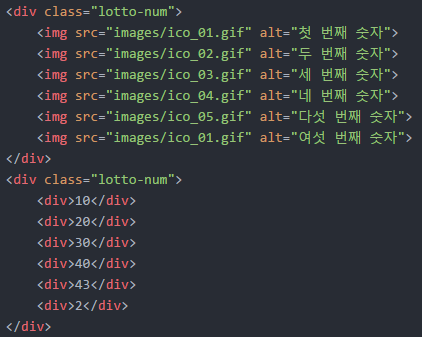 <div class="lotto-num">
    <img src="images/ico_01.gif" alt="첫 번째 숫자">
    <img src="images/ico_02.gif" alt="두 번째 숫자">
    <img src="images/ico_03.gif" alt="세 번째 숫자">
    <img src="images/ico_04.gif" alt="네 번째 숫자">
    <img src="images/ico_05.gif" alt="다섯 번째 숫자">
    <img src="images/ico_01.gif" alt="여섯 번째 숫자">
</div>
<div class="lotto-num">
    <div>10</div>
    <div>20</div>
    <div>30</div>
    <div>40</div>
    <div>43</div>
    <div>2</div>
</div>